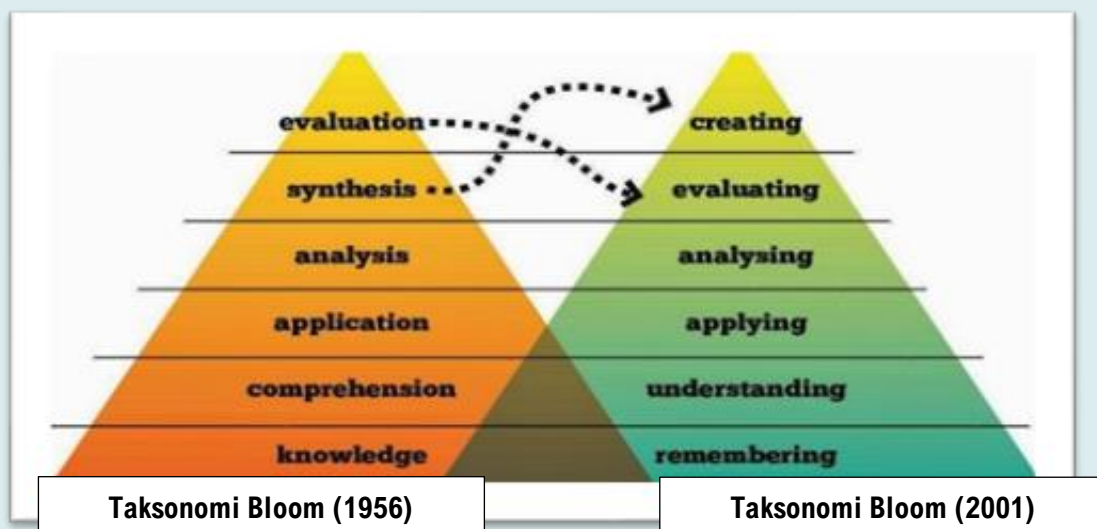 evaluation
creating
synthesis
evaluating
analysis
analysing
application
applying
comprehension
understanding
knowledge
remembering
Taksonomi Bloom (1956)
Taksonomi Bloom (2001)